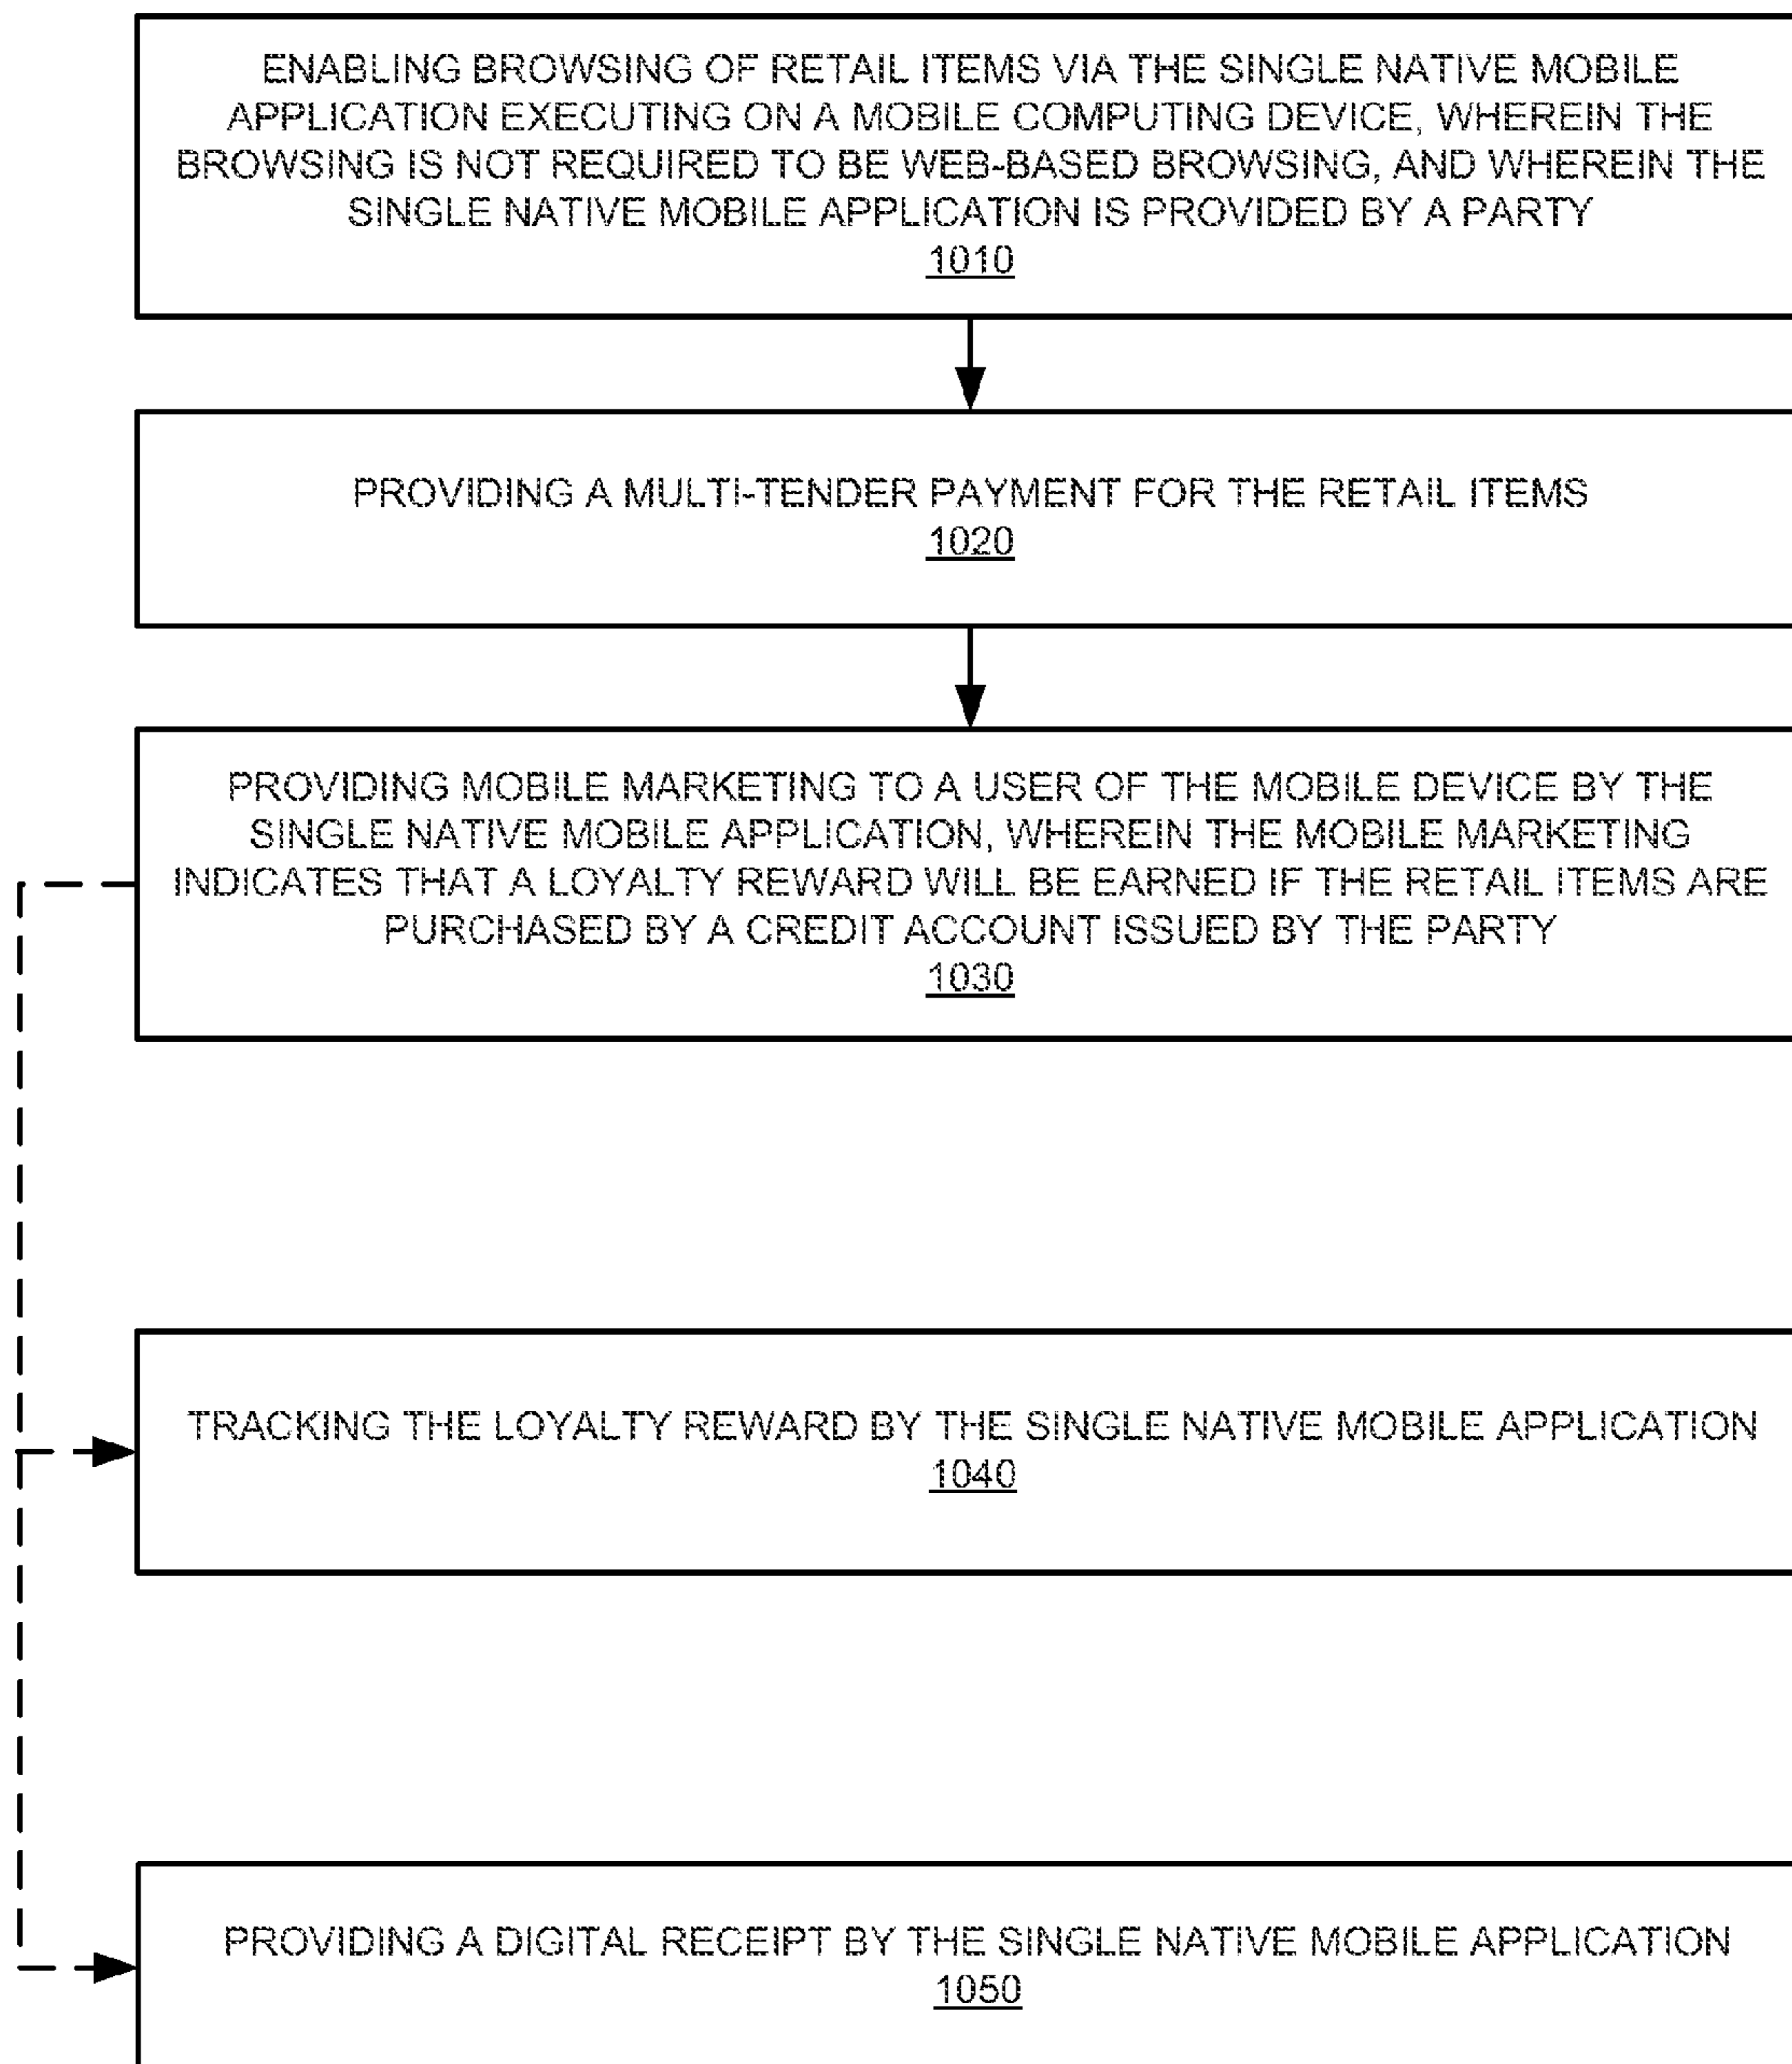 ENABLING BROWSING OF RETAIL ITEMS VIA THE SINGLE NATIVE MOBILE
APPLICATION EXECUTING ON A MOBILE COMPUTING DEVICE, WHEREIN THE
BROWSING IS NOT REQUIRED TO BE WEB-BASED BROWSING, AND WHEREIN THE
SINGLE NATIVE MOBILE APPLICATION IS PROVIDED BY A PARTY
1010
PROVIDING A MULTI-TENDER PAYMENT FOR THE RETAIL ITEMS
1020
PROVIDING MOBILE MARKETING TO A USER OF THE MOBILE DEVICE BY THE
SINGLE NATIVE MOBILE APPLICATION, WHEREIN THE MOBILE MARKETING
INDICATES THAT A LOYALTY REWARD WILL BE EARNED IF THE RETAIL ITEMS ARE
PURCHASED BY A CREDIT ACCOUNT ISSUED BY THE PARTY
1030
TRACKING THE LOYALTY REWARD BY THE SINGLE NATIVE MOBILE APPLICATION
1040
PROVIDING A DIGITAL RECEIPT BY THE SINGLE NATIVE MOBILE APPLICATION
1050